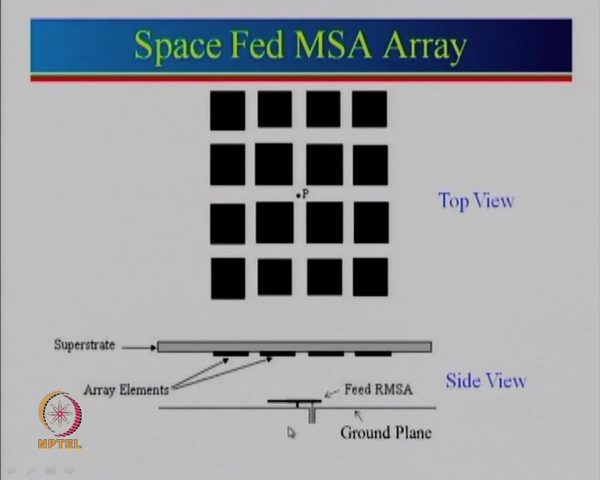 Space Fed MSA Array
P
Top View
Superstrate
Side View
Array Elements
Feed RMSA
Ground Plane
NPTEL